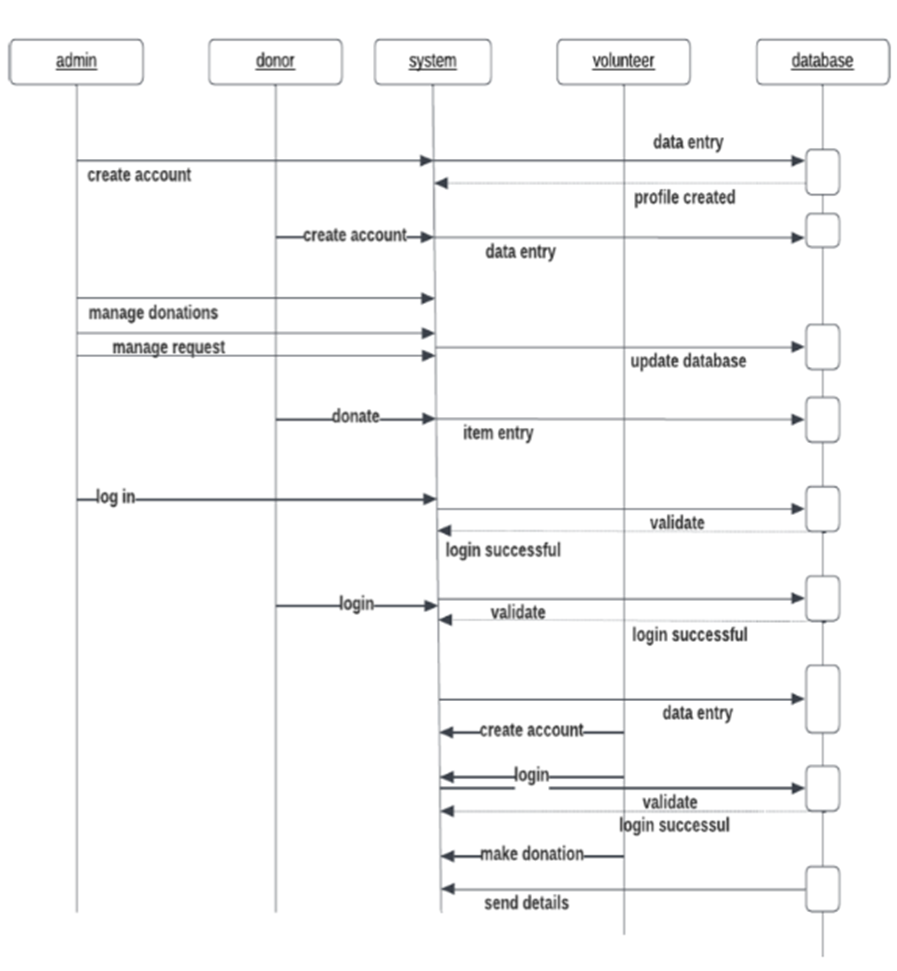 admin
donor
system
volunteer
database
data entry
create account
profile created
create account
data entry
manage donations
manage request
update database
donate
item entry
log in
validate
login successful
login
validate
login successful
data entry
create account
login
validate
login successul
make donation
send details